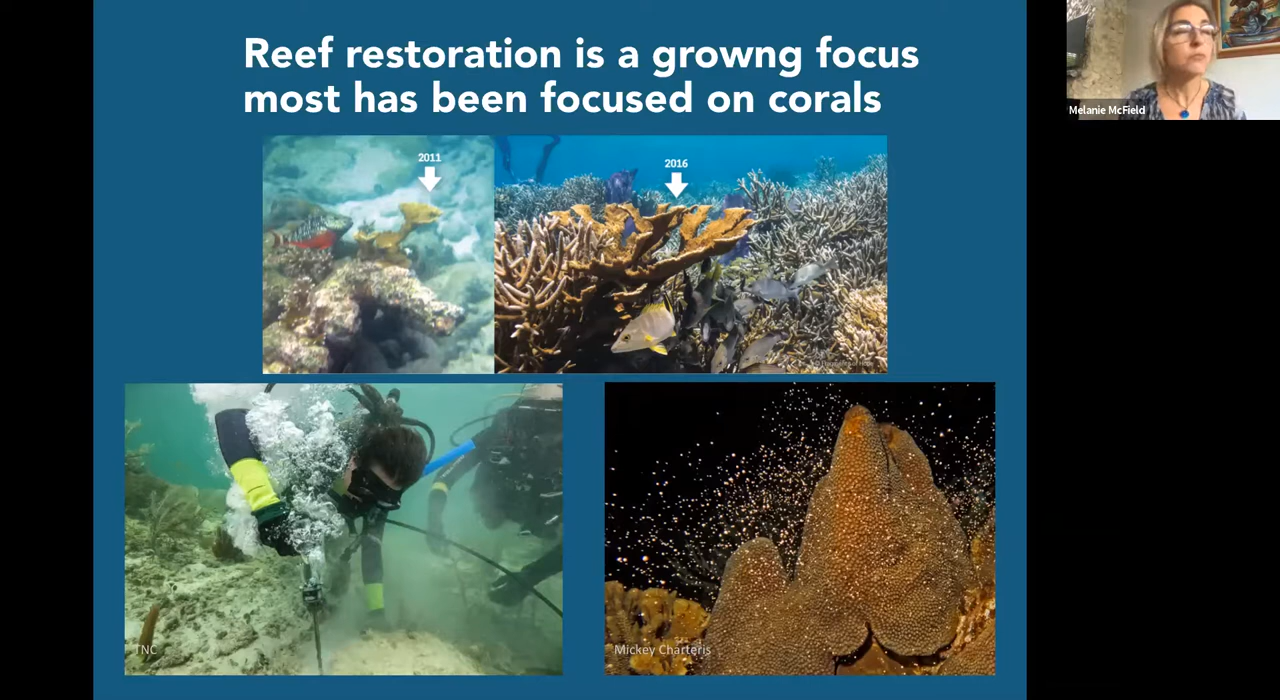 Reef restoration is a growng focus
most has been focused on corals
Melanie McField
2011
2016
TNC
Mickey Charteris